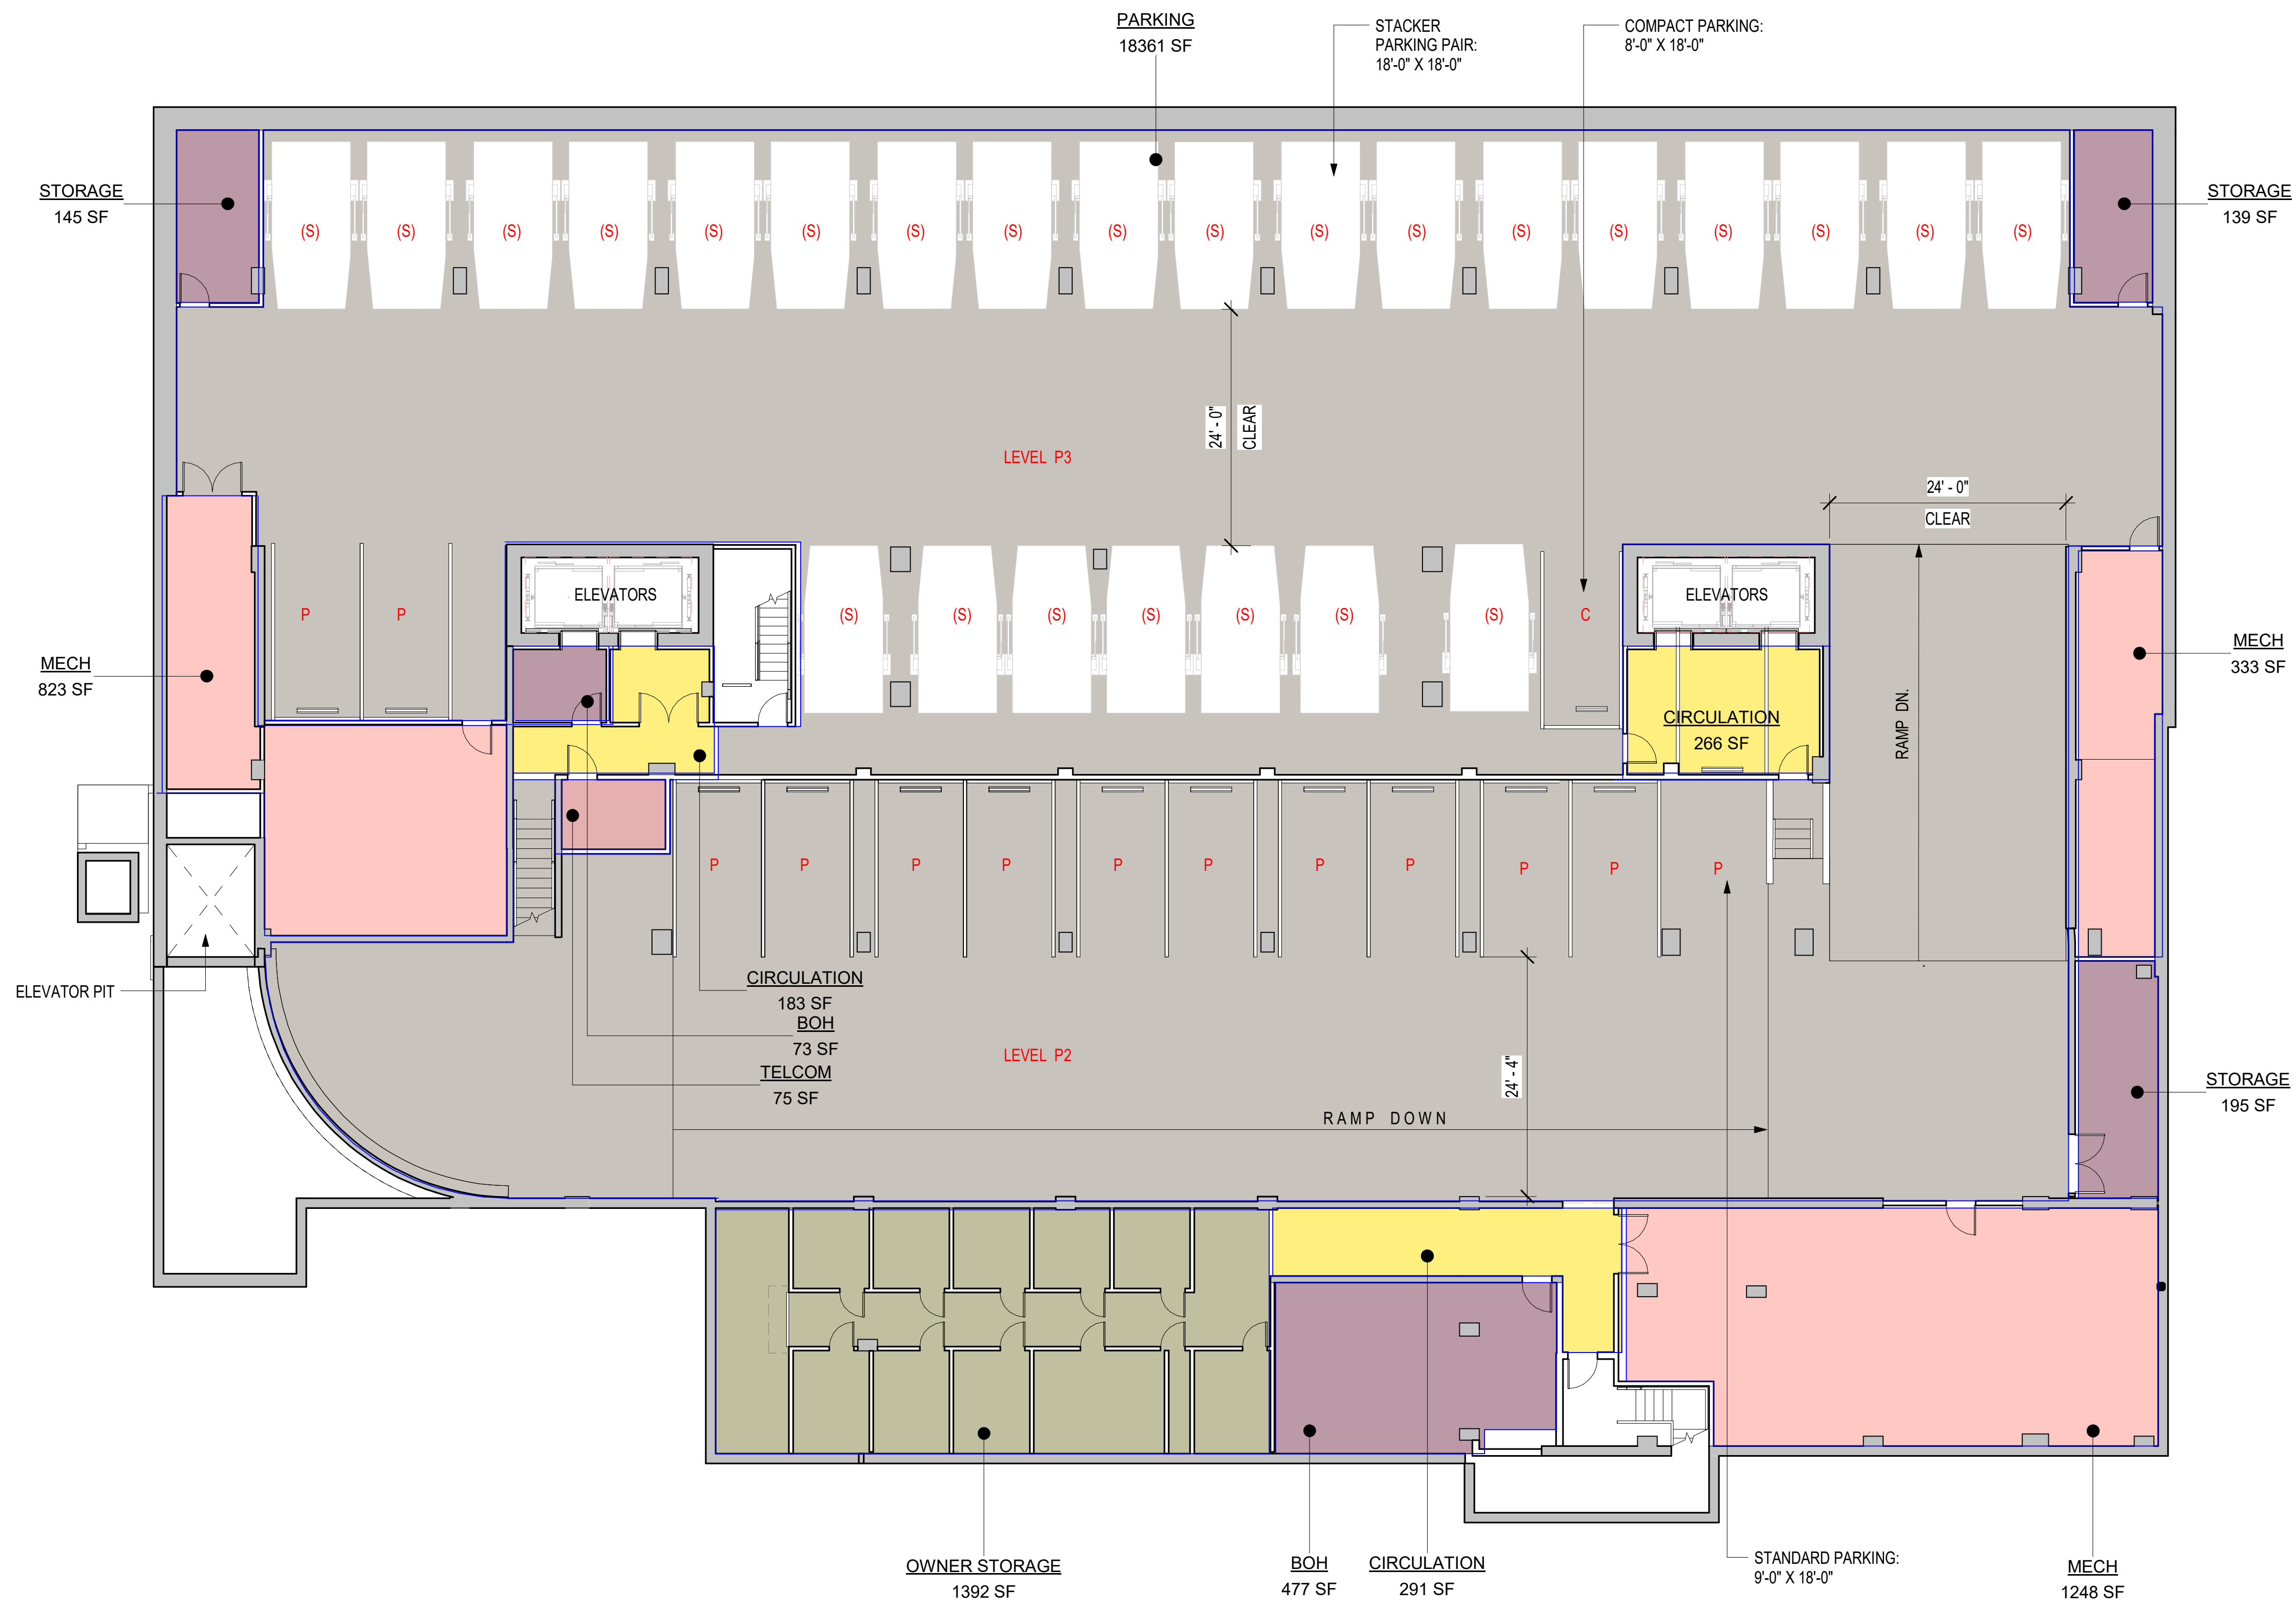 PARKING
18361 SF
STACKER
PARKING PAIR:
18'-0" X 18'-0"
COMPACT PARKING:
8'-0" X 18'-0"
STORAGE
145 SF
STORAGE
139 SF
(S) (S) (S) (S) (S) (S) (S) (S) (S) (S) (S) (S) (S) (S) (S) (S) (S) (S)
24' - 0"
CLEAR
LEVEL P3
24' - 0"
CLEAR
ELEVATORS
ELEVATORS
P P (S) (S) (S) (S) (S) (S) (S) C
MECH
823 SF
MECH
333 SF
CIRCULATION
266 SF
RAMP DN.
P P P P P P P P P P P
ELEVATOR PIT
CIRCULATION
183 SF
BOH
73 SF
TELCOM
75 SF
LEVEL P2
24' - 4"
STORAGE
195 SF
RAMP DOWN
OWNER STORAGE
1392 SF
BOH
477 SF
CIRCULATION
291 SF
STANDARD PARKING:
9'-0" X 18'-0"
MECH
1248 SF